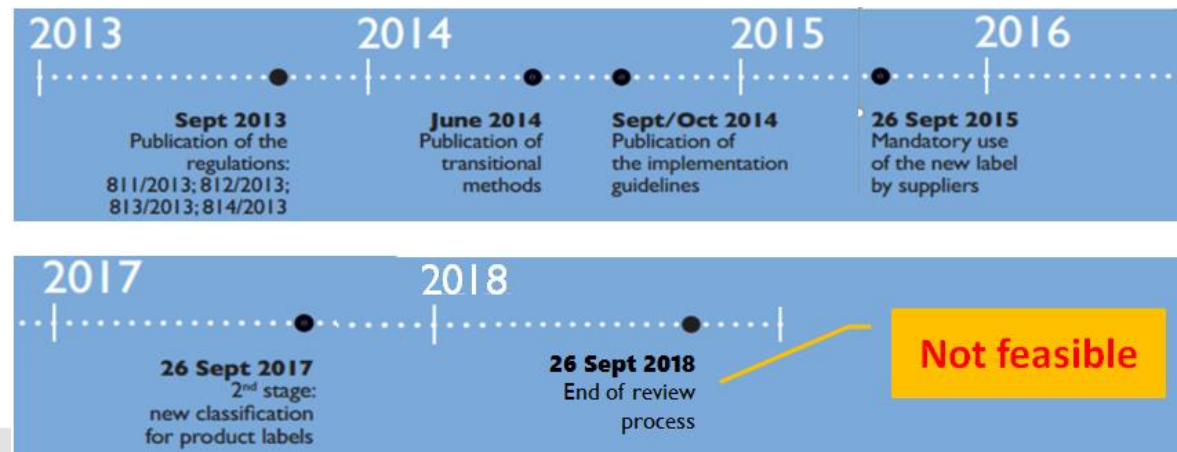 2013
2014
2015
2016
Sept 2013
Publication of the
regulations:
811/2013; 812/2013;
813/2013; 814/2013
June 2014
Publication of
transitional
methods
Sept/Oct 2014
Publication of
the implementation
guidelines
26 Sept 2015
Mandatory use
of the new label
by suppliers
2017
2018
26 Sept 2017
2nd stage:
new classification
for product labels
26 Sept 2018
End of review
process
Not feasible